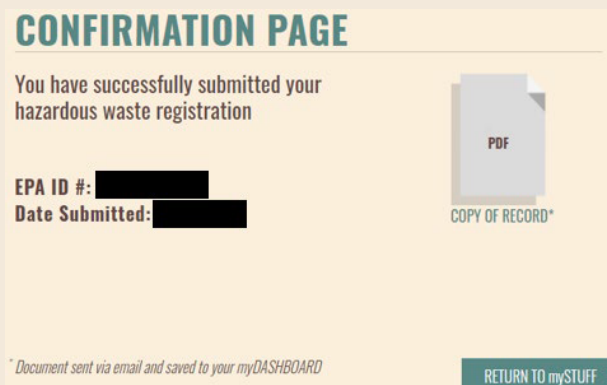 CONFIRMATION PAGE
You have successfully submitted your
hazardous waste registration
PDF
EPA ID #:
Date Submitted:
COPY OF RECORD*
* Document sent via email and saved to your myDASHBOARD
RETURN TO mySTUFF